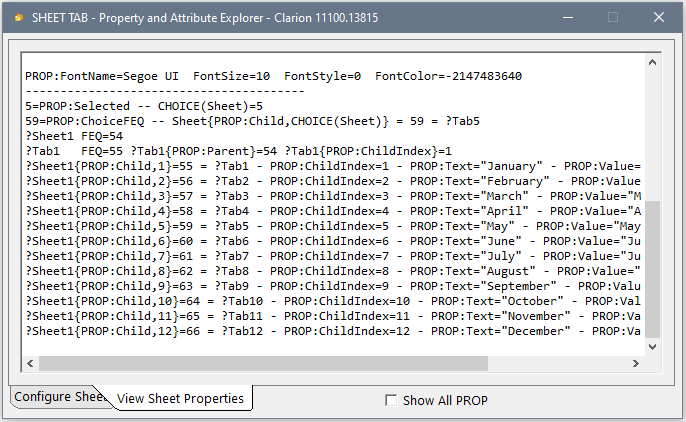 SHEET TAB - Property and Attribute Explorer - Clarion 11100.13815
PROP:FontName=Segoe UI  FontSize=10  FontStyle=0  FontColor=-2147483640
----------------------------------------
5=PROP:Selected -- CHOICE(Sheet)=5
59=PROP:ChoiceFEQ -- Sheet{PROP:Child,CHOICE(Sheet)} = 59 = ?Tab5
?Sheet1 FEQ=54
?Tab1   FEQ=55 ?Tab1{PROP:Parent}=54 ?Tab1{PROP:ChildIndex}=1
?Sheet1{PROP:Child,1}=55 = ?Tab1 - PROP:ChildIndex=1 - PROP:Text="January" - PROP:Value=
?Sheet1{PROP:Child,2}=56 = ?Tab2 - PROP:ChildIndex=2 - PROP:Text="February" - PROP:Value
?Sheet1{PROP:Child,3}=57 = ?Tab3 - PROP:ChildIndex=3 - PROP:Text="March" - PROP:Value="M
?Sheet1{PROP:Child,4}=58 = ?Tab4 - PROP:ChildIndex=4 - PROP:Text="April" - PROP:Value="A
?Sheet1{PROP:Child,5}=59 = ?Tab5 - PROP:ChildIndex=5 - PROP:Text="May" - PROP:Value="May
?Sheet1{PROP:Child,6}=60 = ?Tab6 - PROP:ChildIndex=6 - PROP:Text="June" - PROP:Value="Ju
?Sheet1{PROP:Child,7}=61 = ?Tab7 - PROP:ChildIndex=7 - PROP:Text="July" - PROP:Value="Ju
?Sheet1{PROP:Child,8}=62 = ?Tab8 - PROP:ChildIndex=8 - PROP:Text="August" - PROP:Value="
?Sheet1{PROP:Child,9}=63 = ?Tab9 - PROP:ChildIndex=9 - PROP:Text="September" - PROP:Valu
?Sheet1{PROP:Child,10}=64 = ?Tab10 - PROP:ChildIndex=10 - PROP:Text="October" - PROP:Val
?Sheet1{PROP:Child,11}=65 = ?Tab11 - PROP:ChildIndex=11 - PROP:Text="November" - PROP:Va
?Sheet1{PROP:Child,12}=66 = ?Tab12 - PROP:ChildIndex=12 - PROP:Text="December" - PROP:Va
Configure Shee
View Sheet Properties
Show All PROP